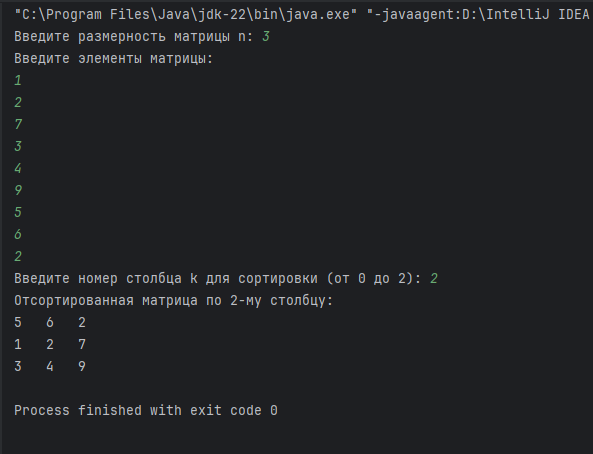 "C:\Program Files\Java\jdk-22\bin\java.exe" "-javaagent:D:\IntelliJ IDEA
Введите размерность матрицы n: 3
Введите элементы матрицы:
1
2
7
3
4
9
5
6
2
Введите номер столбца k для сортировки (от 0 до 2): 2
Отсортированная матрица по 2-му столбцу:
5 6 2
1 2 7
3 4 9
Process finished with exit code 0